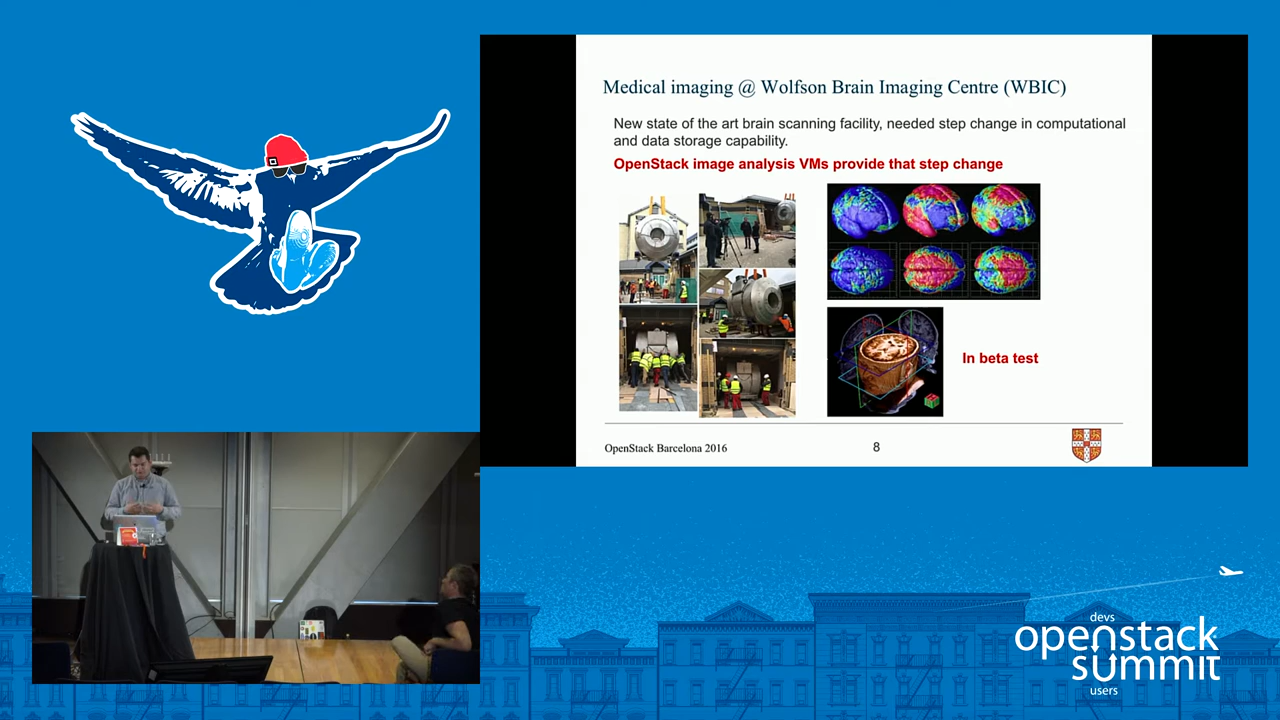 Medical imaging @ Wolfson Brain Imaging Centre (WBIC)
New state of the art brain scanning facility, needed step change in computational
and data storage capability.
OpenStack image analysis VMs provide that step change
In beta test
OpenStack Barcelona 2016
8
devs
openstack
summit
users